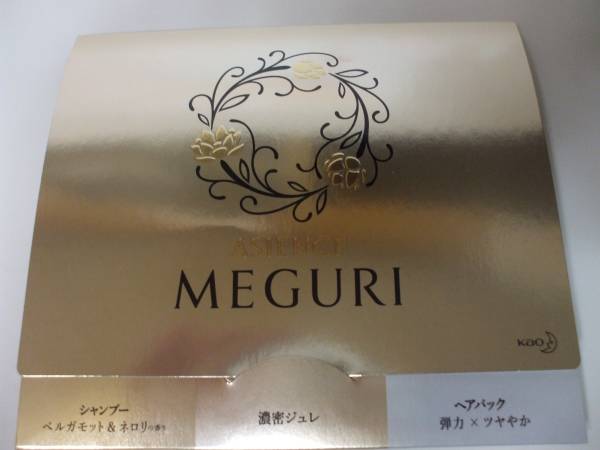 ASIENCE
MEGURI
Kao
シャンプー
ベルガモット&ネロリの香り
濃密ジュレ
ヘアパック
弾力×ツヤやか